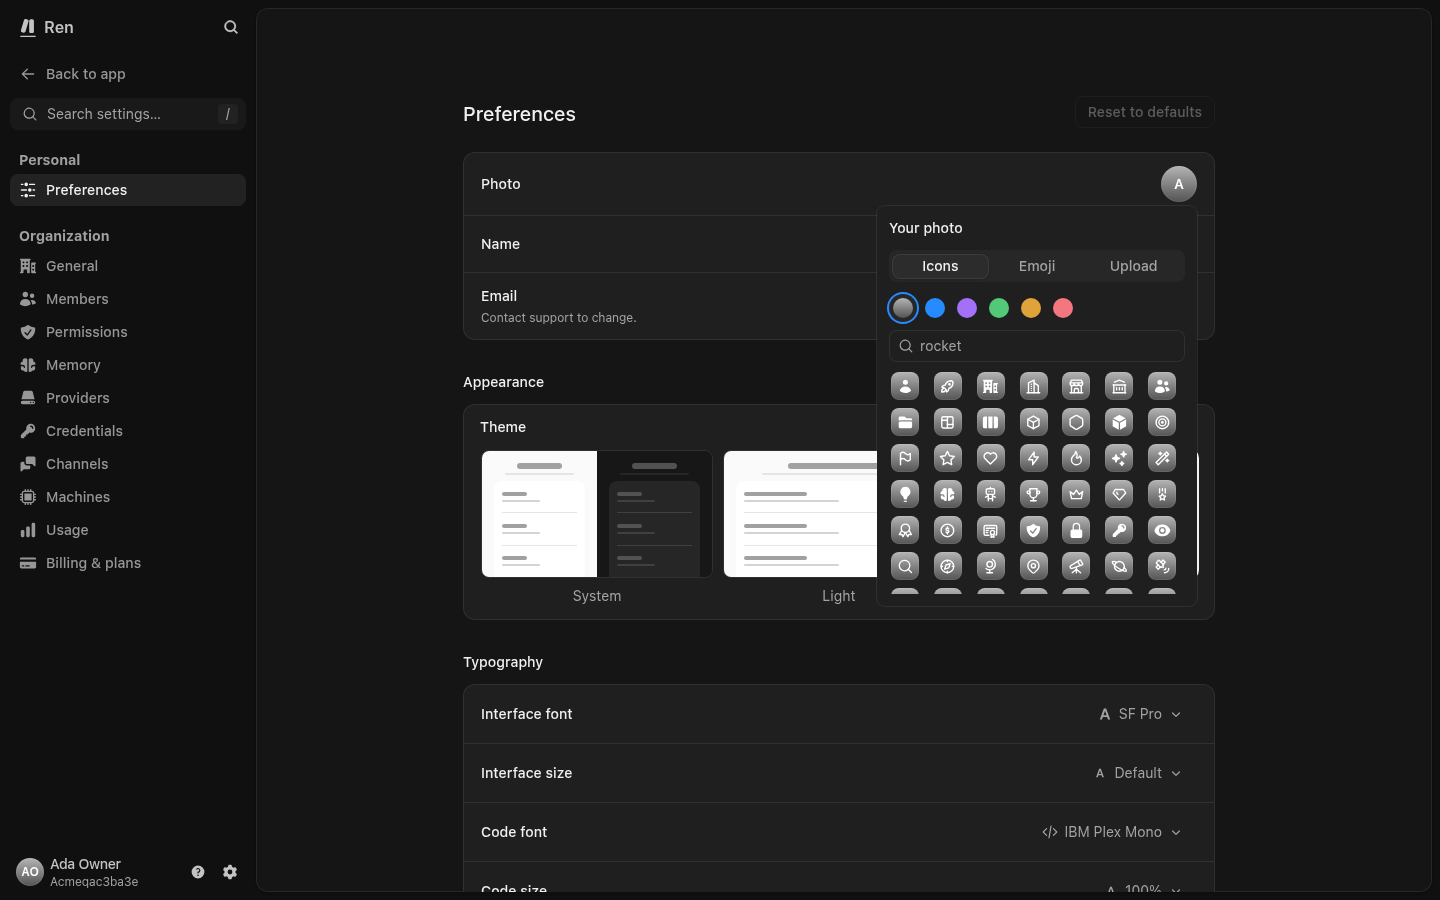 Ren
Back to app
Search settings...
/
Personal
Preferences
Organization
General
Members
Permissions
Memory
Providers
Credentials
Channels
Machines
Usage
Billing & plans
AO
Ada Owner
Acmeqac3ba3e
Preferences
Reset to defaults
Photo
A
Name
Email
Contact support to change.
Your photo
Icons
Emoji
Upload
rocket
Appearance
Theme
System
Light
Typography
Interface font
A SF Pro
Interface size
A Default
Code font
IBM Plex Mono
Code size
A 100%